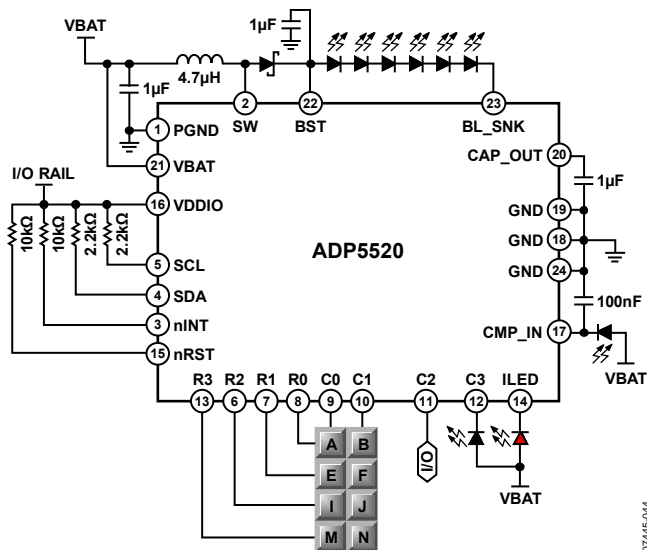 VBAT
1µF
4.7µH
1µF
2
SW
22
BST
23
BL_SNK
1
PGND
21
VBAT
I/O RAIL
16
VDDIO
10kΩ
10kΩ
2.2kΩ
2.2kΩ
5
SCL
4
SDA
3
nINT
15
nRST
ADP5520
CAP_OUT
20
1µF
GND
19
GND
18
GND
24
100nF
CMP_IN
17
VBAT
R3
R2
R1
R0
C0
C1
C2
C3
ILED
13
6
7
8
9
10
11
12
14
A
B
E
F
I
J
M
N
I/O
VBAT
07445-044